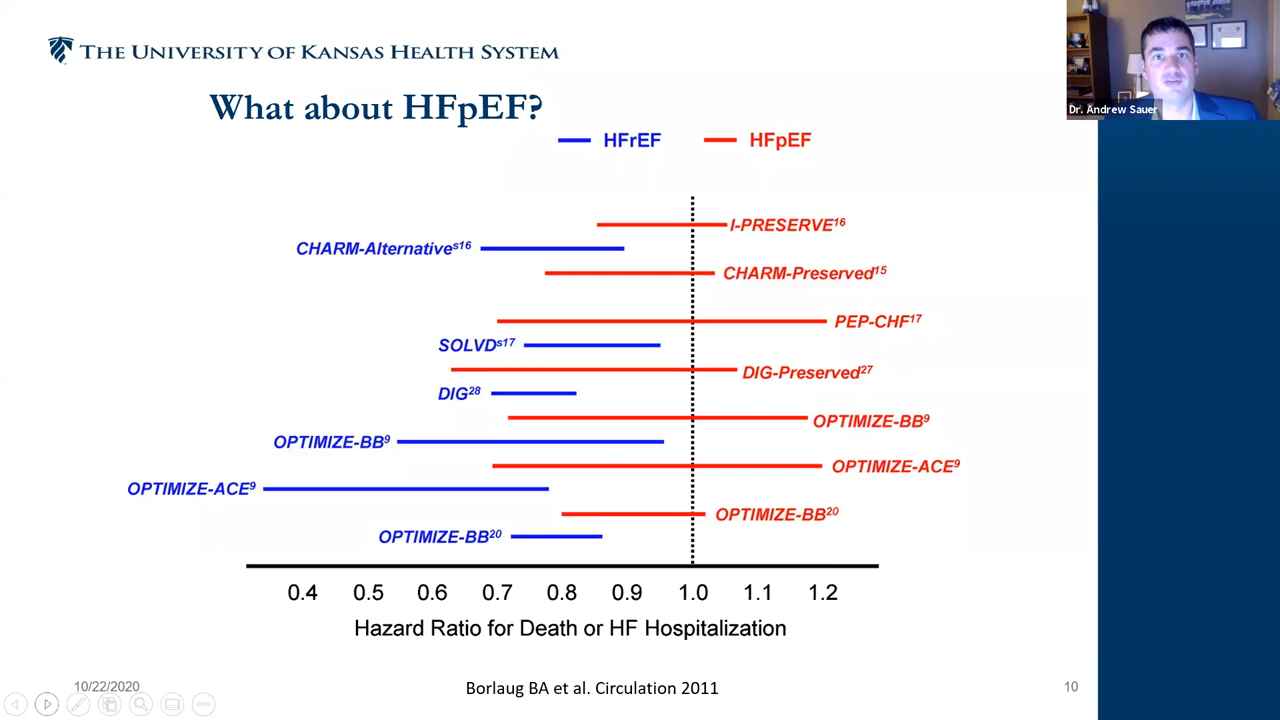 THE UNIVERSITY OF KANSAS HEALTH SYSTEM
Dr. Andrew Sauer
What about HFpEF?
HFrEF HFpEF
I-PRESERVE16
CHARM-Alternatives16
CHARM-Preserved15
PEP-CHF17
SOLVDs17
DIG-Preserved27
DIG28
OPTIMIZE-BB9
OPTIMIZE-BB9
OPTIMIZE-ACE9
OPTIMIZE-ACE9
OPTIMIZE-BB20
OPTIMIZE-BB20
0.4 0.5 0.6 0.7 0.8 0.9 1.0 1.1 1.2
Hazard Ratio for Death or HF Hospitalization
10/22/2020 Borlaug BA et al. Circulation 2011 10